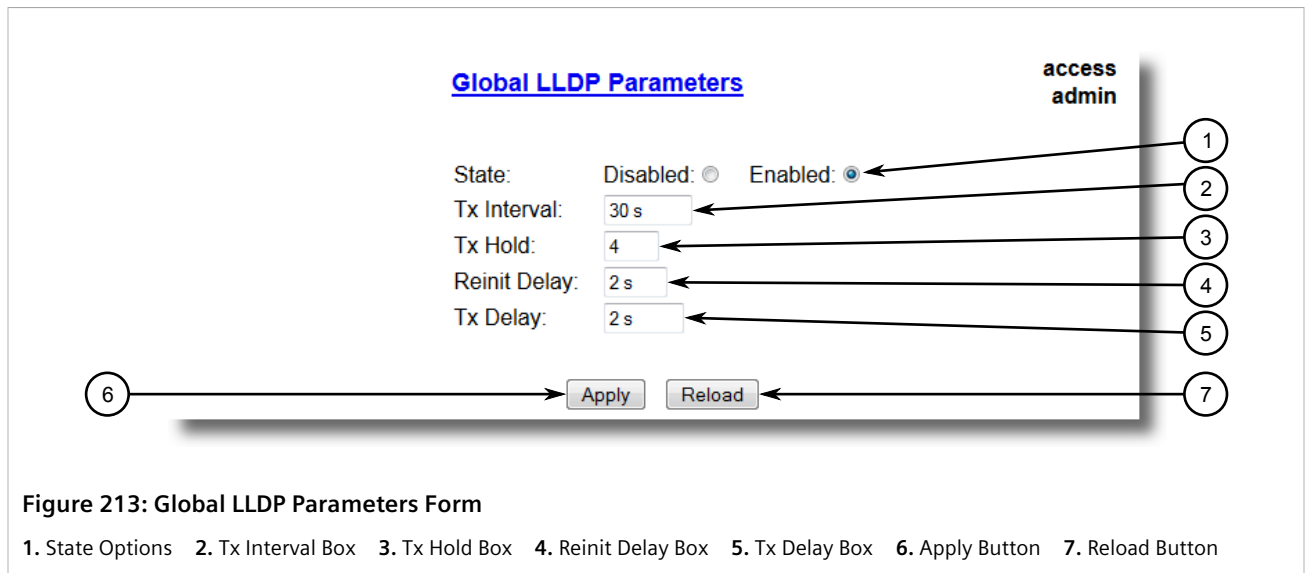 Global LLDP Parameters
access
admin
State: Disabled: Enabled:
Tx Interval: 30 s
Tx Hold: 4
Reinit Delay: 2 s
Tx Delay: 2 s
Apply Reload
1
2
3
4
5
6
7
Figure 213: Global LLDP Parameters Form
1. State Options 2. Tx Interval Box 3. Tx Hold Box 4. Reinit Delay Box 5. Tx Delay Box 6. Apply Button 7. Reload Button